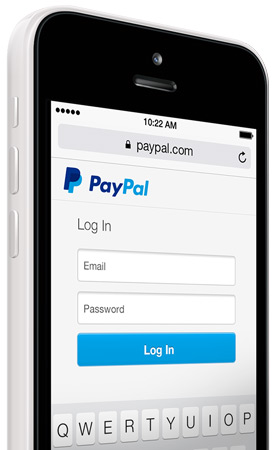 10:22 AM
paypal.com
PayPal
Log In
Email
Password
Log In
Q W E R T Y U I O P